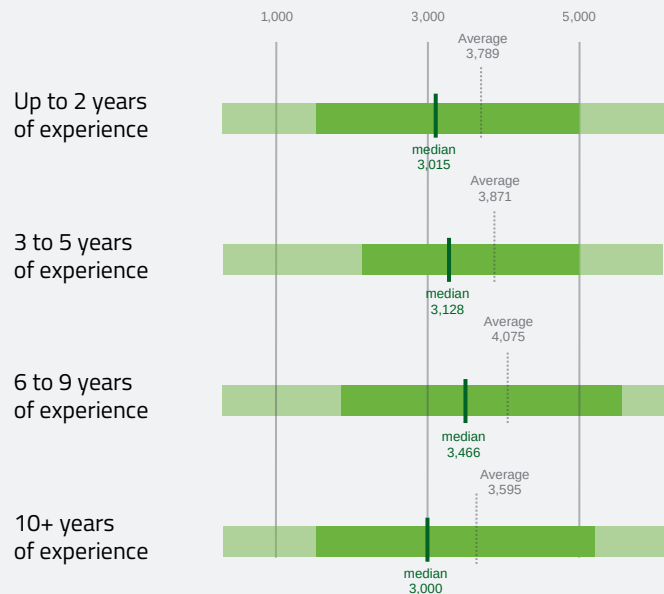 1,000
3,000
5,000
Average
3,789
Up to 2 years
of experience
median
3,015
Average
3,871
3 to 5 years
of experience
median
3,128
Average
4,075
6 to 9 years
of experience
median
3,466
Average
3,595
10+ years
of experience
median
3,000